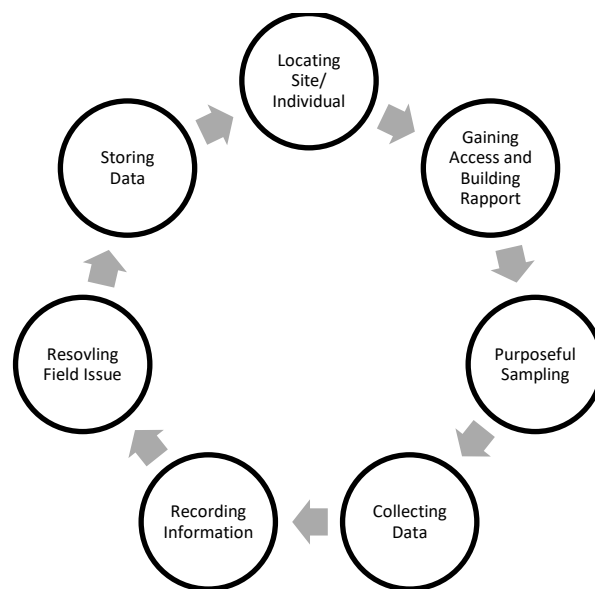 Locating
Site/
Individual
Gaining
Access and
Building
Rapport
Purposeful
Sampling
Collecting
Data
Recording
Information
Resovling
Field Issue
Storing
Data